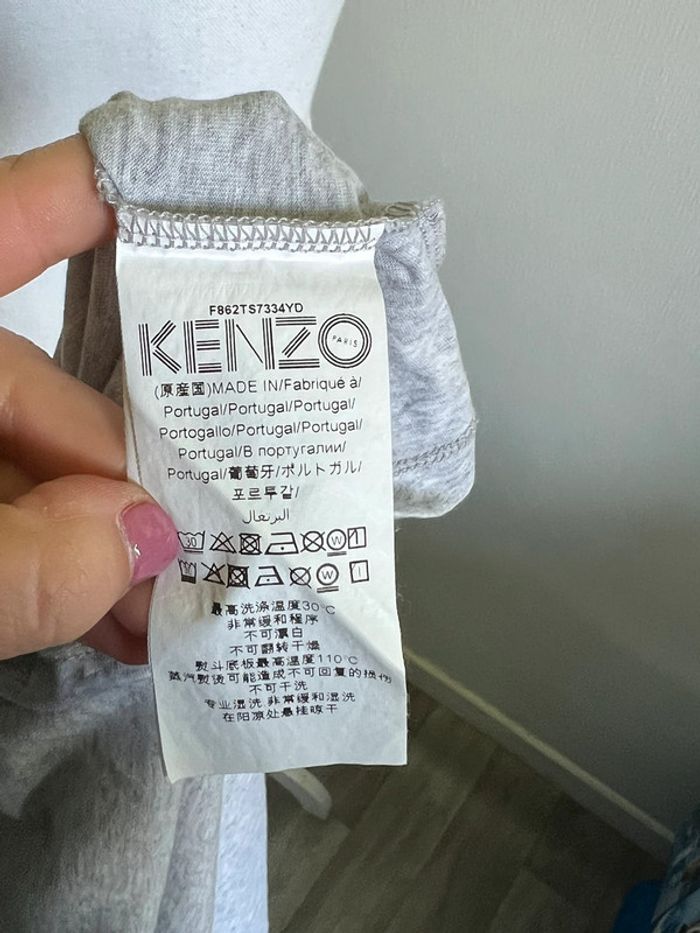 F862TS7334YD
KENZO
PARIS
(原産国)MADE IN/Fabriqué à/
Portugal/Portugal/Portugal/
Portogallo/Portugal/Portugal/
Portugal/В португалии/
Portugal/葡萄牙/ポルトガル/
포르투갈/
البرتغال
30
W
W
最高洗涤温度30°C
非常缓和程序
不可漂白
不可翻转干燥
熨斗底板最高温度110°C
蒸汽熨烫可能造成不可回复的损伤
不可干洗
专业湿洗 非常缓和湿洗
在阴凉处悬挂晾干